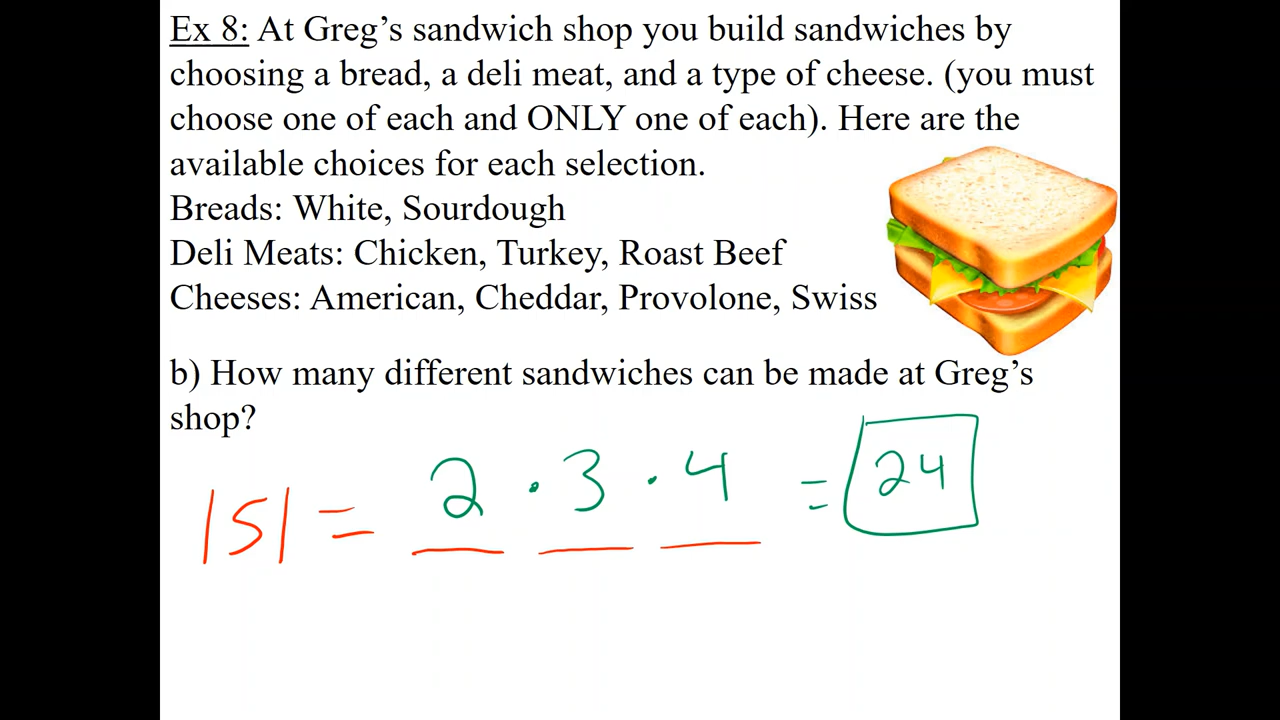 Ex 8: At Greg’s sandwich shop you build sandwiches by
choosing a bread, a deli meat, and a type of cheese. (you must
choose one of each and ONLY one of each). Here are the
available choices for each selection.
Breads: White, Sourdough
Deli Meats: Chicken, Turkey, Roast Beef
Cheeses: American, Cheddar, Provolone, Swiss
b) How many different sandwiches can be made at Greg’s
shop?
|S| = 2 · 3 · 4 = 24